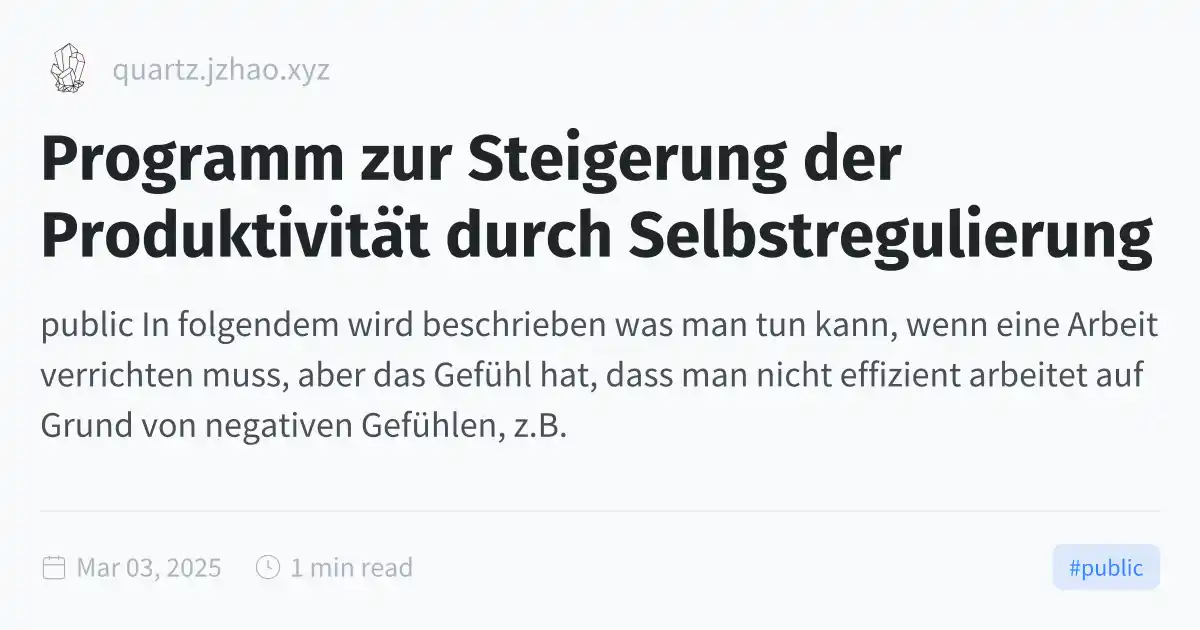 quartz.jzhao.xyz
Programm zur Steigerung der
Produktivität durch Selbstregulierung
public In folgendem wird beschrieben was man tun kann, wenn eine Arbeit
verrichten muss, aber das Gefühl hat, dass man nicht effizient arbeitet auf
Grund von negativen Gefühlen, z.B.
Mar 03, 2025 1 min read #public